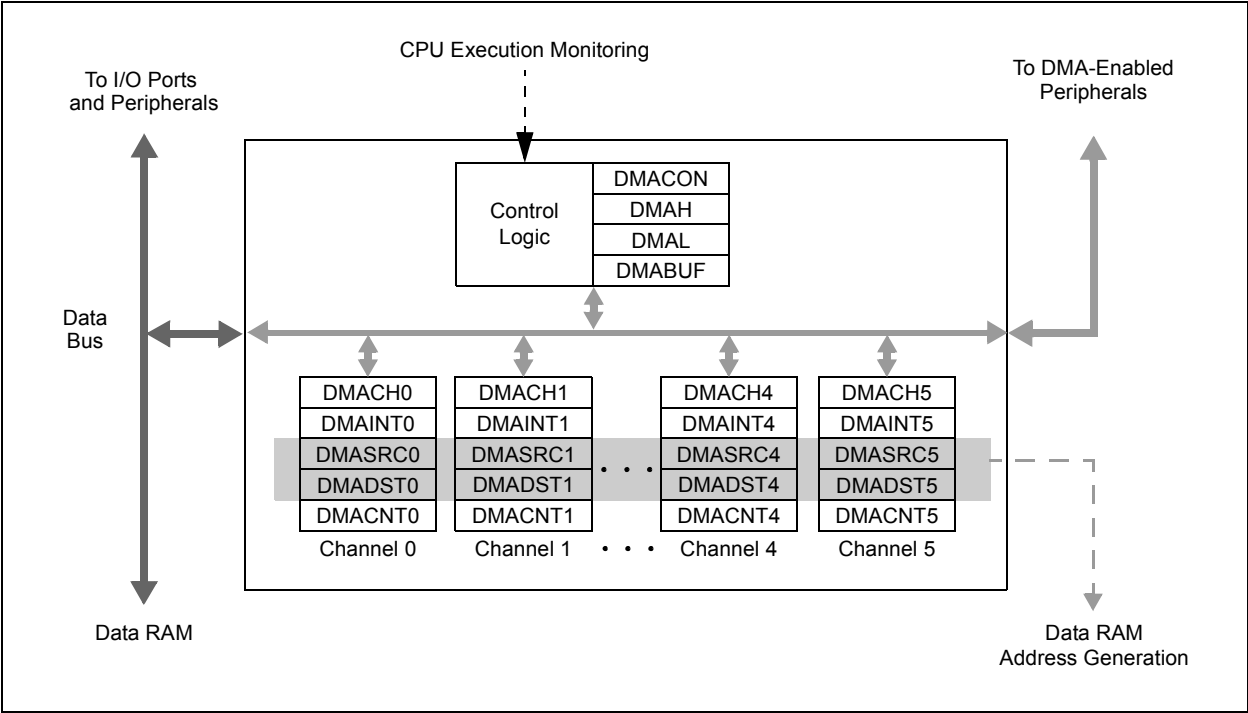 CPU Execution Monitoring
To I/O Ports
and Peripherals
To DMA-Enabled
Peripherals
Control
Logic
DMACON
DMAH
DMAL
DMABUF
Data
Bus
DMACH0
DMAINT0
DMASRC0
DMADST0
DMACNT0
Channel 0
DMACH1
DMAINT1
DMASRC1
DMADST1
DMACNT1
Channel 1
DMACH4
DMAINT4
DMASRC4
DMADST4
DMACNT4
Channel 4
DMACH5
DMAINT5
DMASRC5
DMADST5
DMACNT5
Channel 5
Data RAM
Data RAM
Address Generation